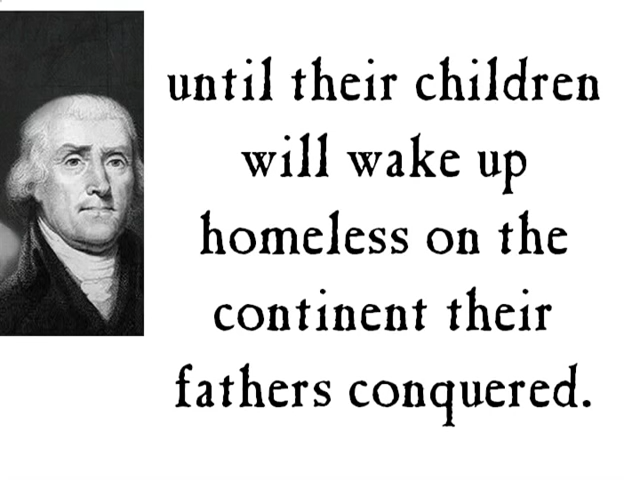 until their children
will wake up
homeless on the
continent their
fathers conquered.